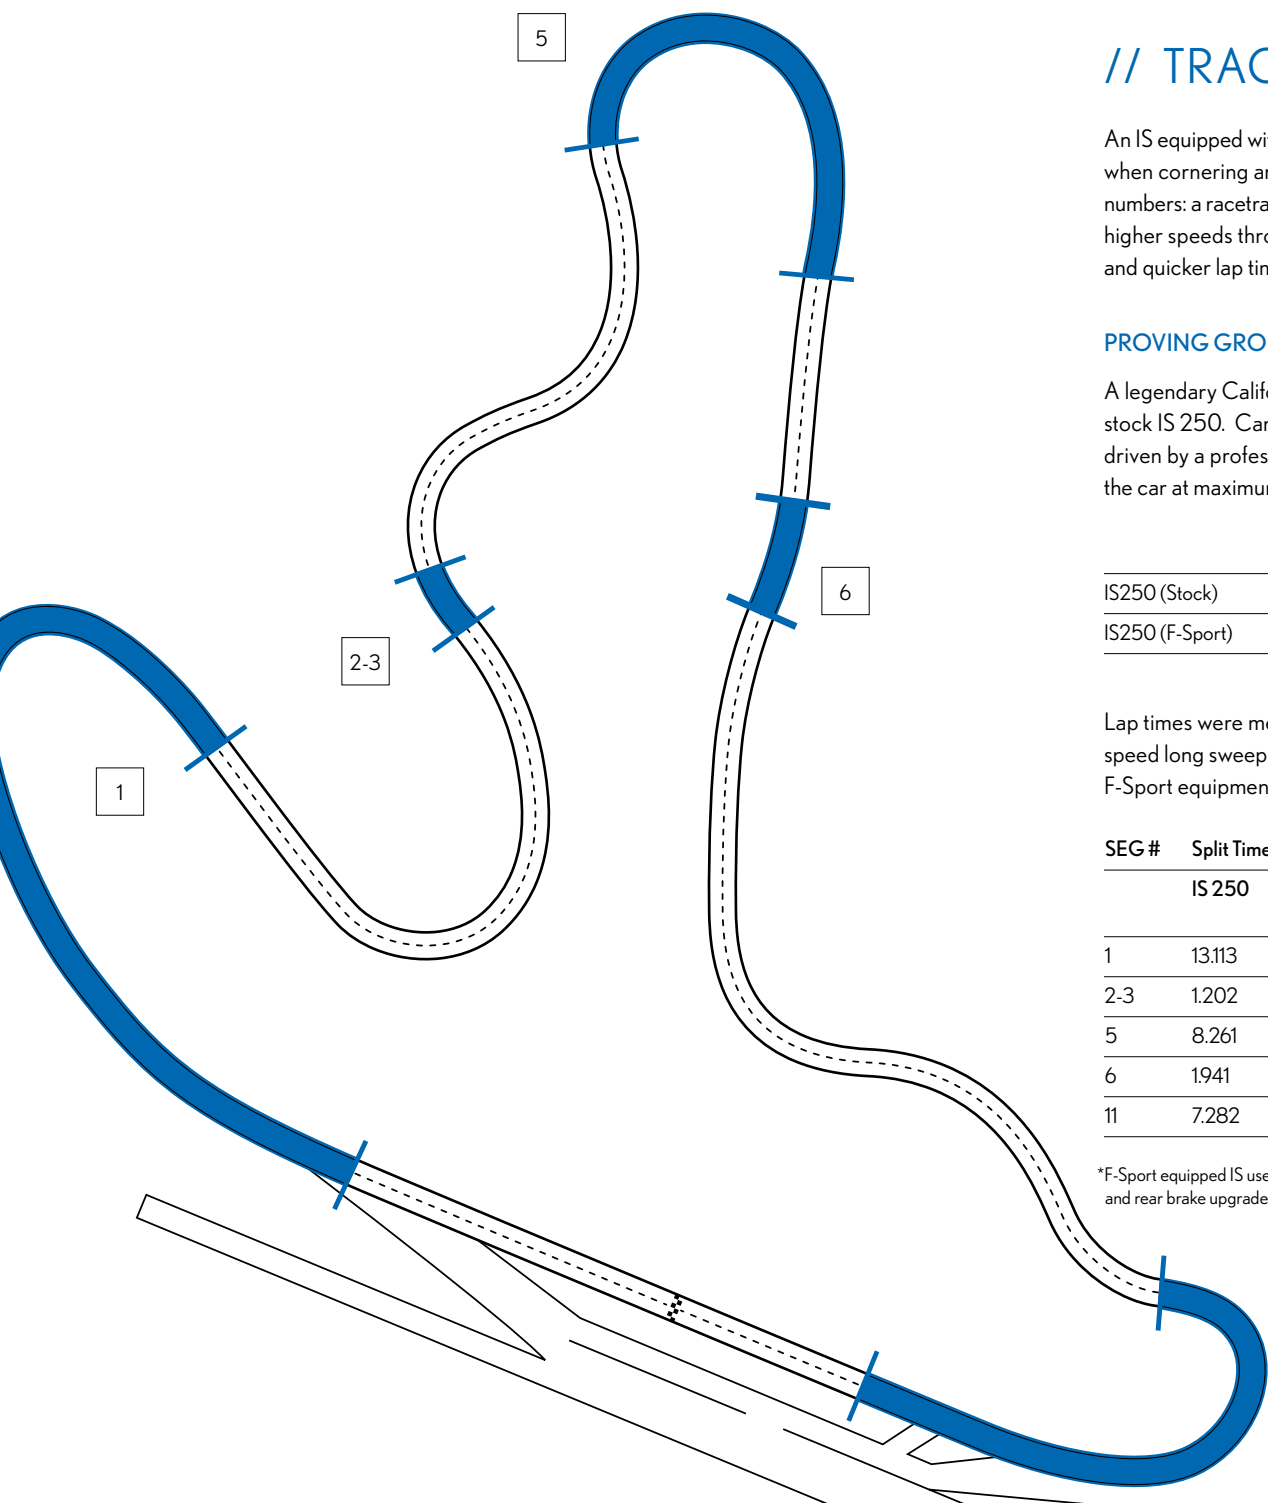 5
2-3
1
6
// TRAC
An IS equipped wi
when cornering a
numbers: a racetra
higher speeds thro
and quicker lap tim
PROVING GRO
A legendary Califo
stock IS 250. Car
driven by a profes
the car at maximu
IS250 (Stock)
IS250 (F-Sport)
Lap times were me
speed long sweep
F-Sport equipmen
SEG # Split Time
IS 250
1 13.113
2-3 1.202
5 8.261
6 1.941
11 7.282
*F-Sport equipped IS use
and rear brake upgrade